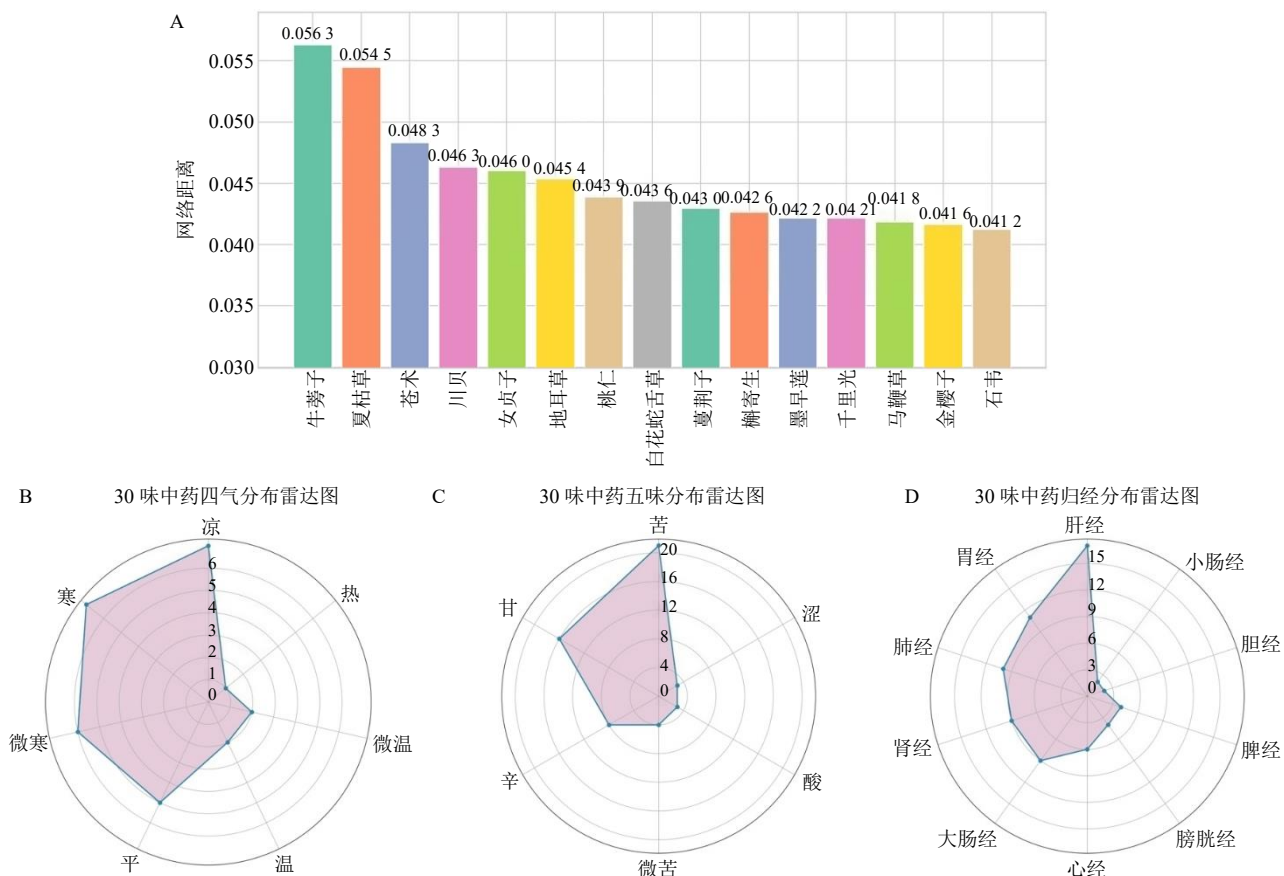 A
0.056 3
0.054 5
0.048 3
0.046 3
0.046 0
0.045 4
0.043 9
0.043 6
0.043 0
0.042 6
0.042 2
0.04 21
0.041 8
0.041 6
0.041 2
网络距离
0.055
0.050
0.045
0.040
0.035
0.030
牛蒡子
夏枯草
苍术
川贝
女贞子
地耳草
桃仁
白花蛇舌草
蔓荆子
槲寄生
墨早莲
千里光
马鞭草
金樱子
石韦
B
30 味中药四气分布雷达图
凉
热
微温
温
平
微寒
寒
6
5
4
3
2
1
0
C
30 味中药五味分布雷达图
苦
涩
酸
微苦
辛
甘
20
16
12
8
4
0
D
30 味中药归经分布雷达图
肝经
小肠经
胆经
脾经
膀胱经
心经
大肠经
肾经
肺经
胃经
15
12
9
6
3
0